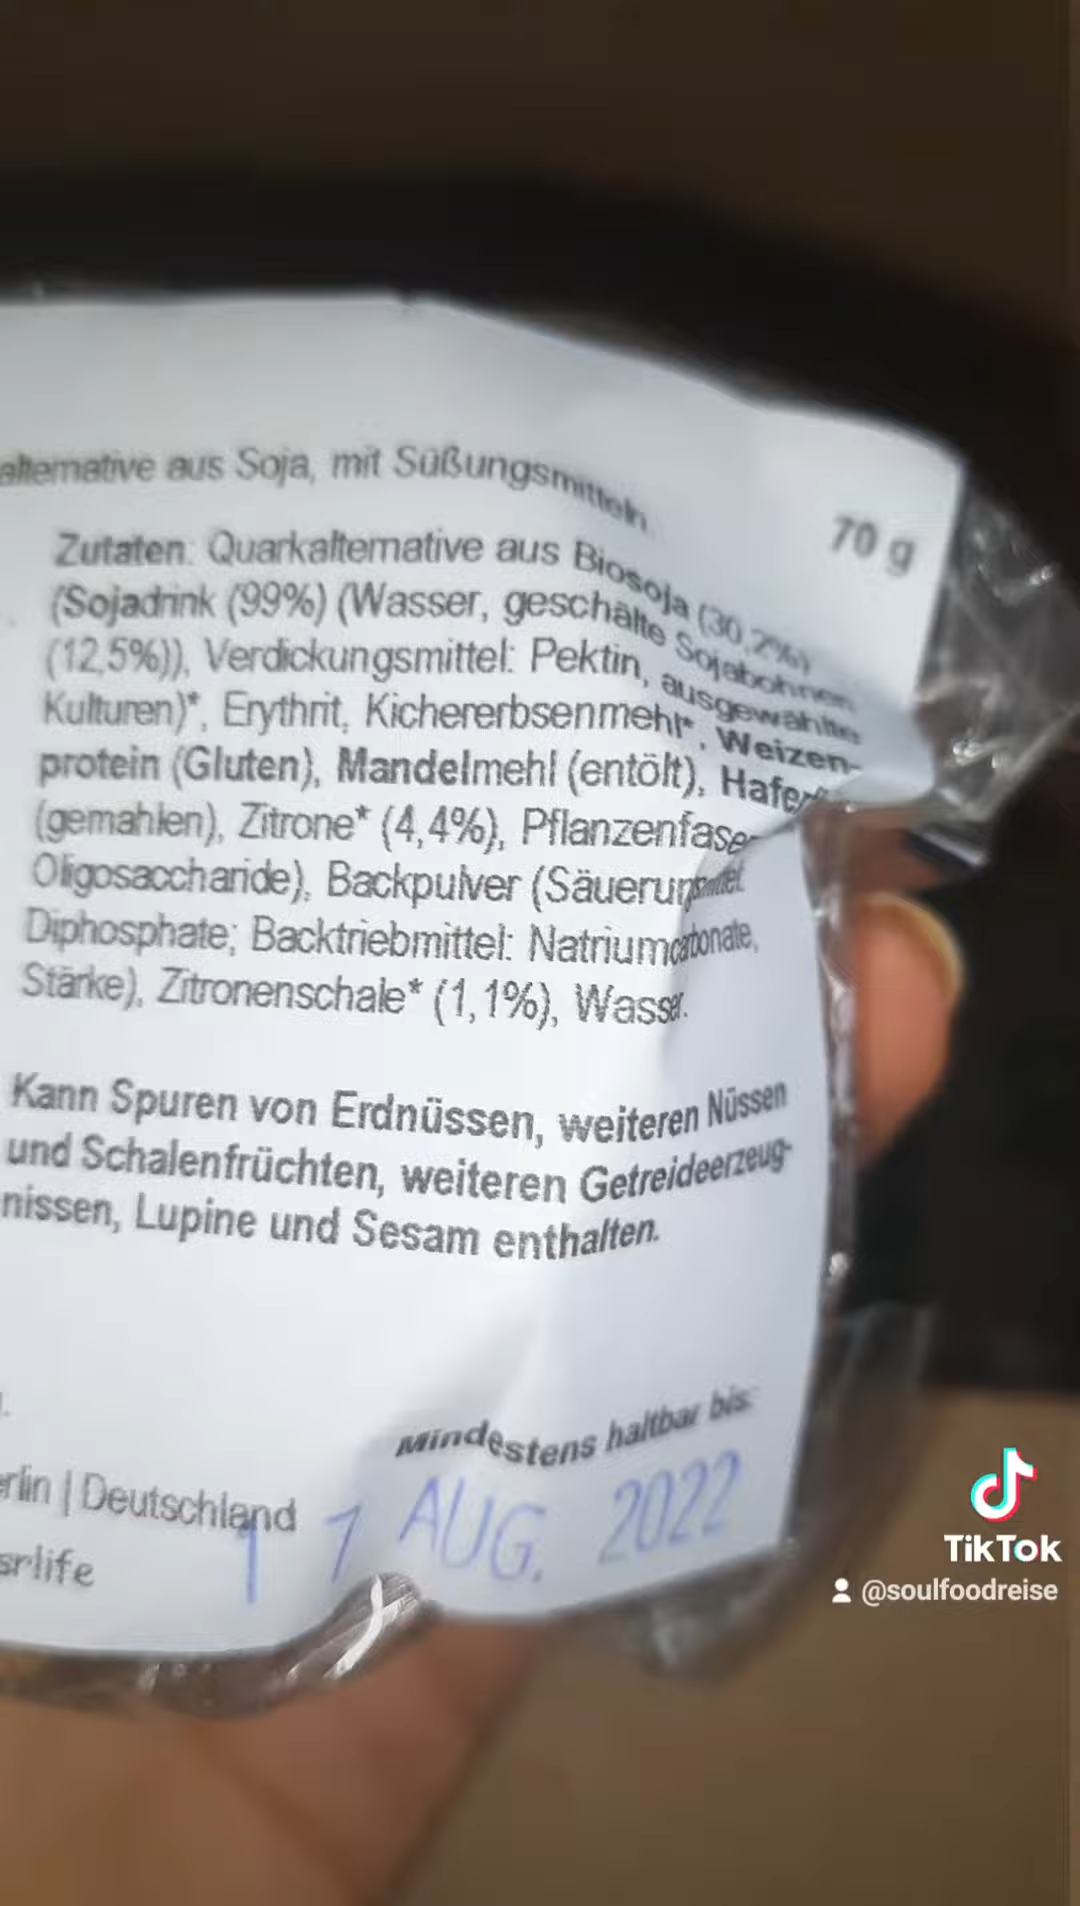 alternative aus Soja, mit Süßungsmitteln
70 g
Zutaten: Quarkalternative aus Biosoja (30,2%)
(Sojadrink (99%) (Wasser, geschälte Sojabohnen
(12,5%)), Verdickungsmittel: Pektin, ausgewählte
Kulturen)*, Erythrit, Kichererbsenmehl*, Weizen-
protein (Gluten), Mandelmehl (entölt), Hafer*
(gemahlen), Zitrone* (4,4%), Pflanzenfaser
Oligosaccharide), Backpulver (Säuerungsmittel:
Diphosphate; Backtriebmittel: Natriumcarbonate,
Stärke), Zitronenschale* (1,1%), Wasser.
Kann Spuren von Erdnüssen, weiteren Nüssen
und Schalenfrüchten, weiteren Getreideerzeug-
nissen, Lupine und Sesam enthalten.
Mindestens haltbar bis:
11 AUG. 2022
erlin | Deutschland
srlife
TikTok
@soulfoodreise